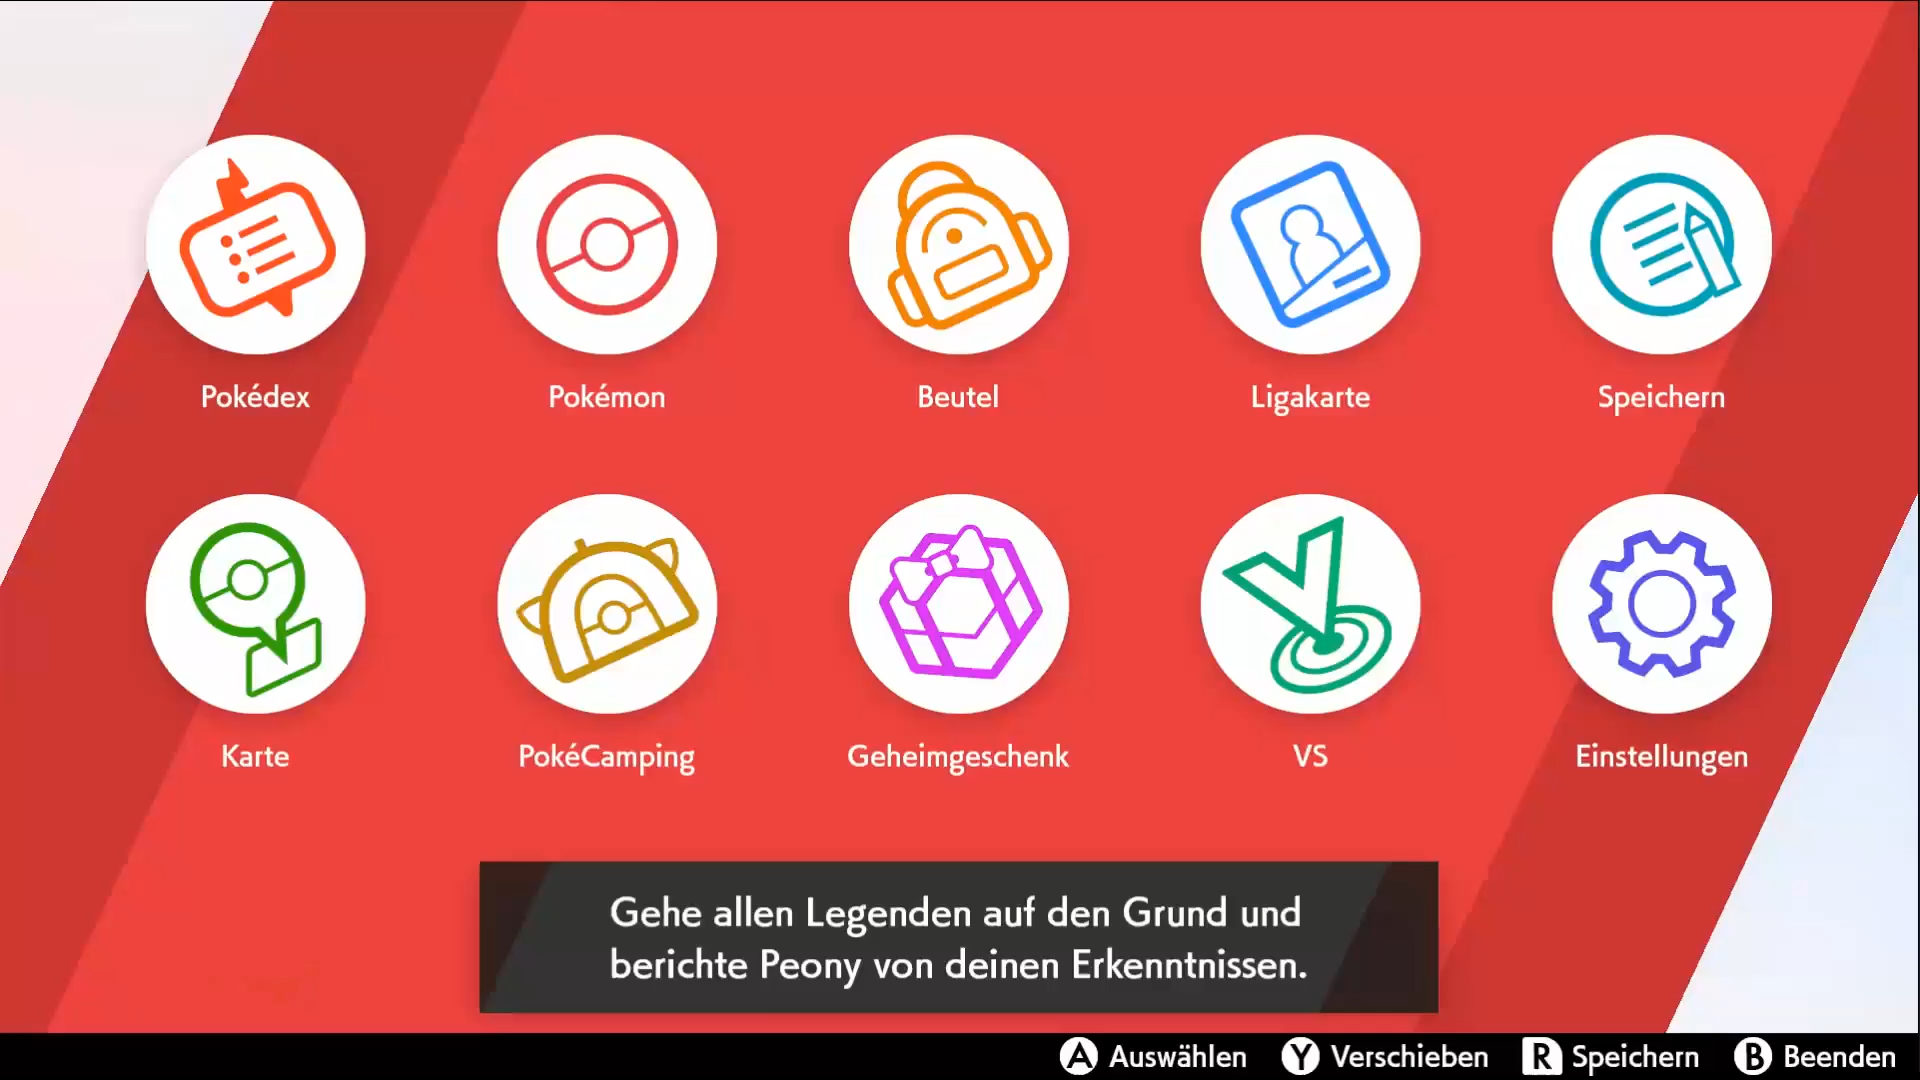 Pokédex
Pokémon
Beutel
Ligakarte
Speichern
Karte
PokéCamping
Geheimgeschenk
VS
Einstellungen
Gehe allen Legenden auf den Grund und
berichte Peony von deinen Erkenntnissen.
A Auswählen Y Verschieben R Speichern B Beenden